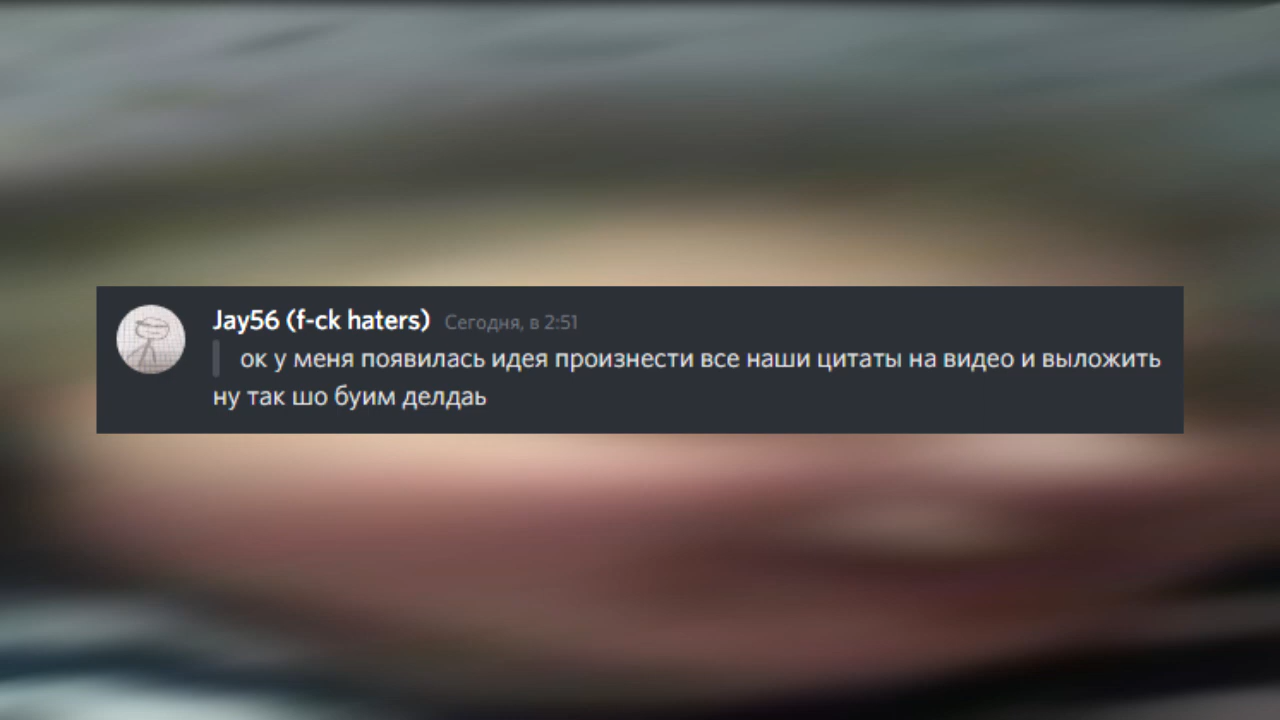 Jay56 (f-ck haters) Сегодня, в 2:51
ок у меня появилась идея произнести все наши цитаты на видео и выложить
ну так шо буим делдаь